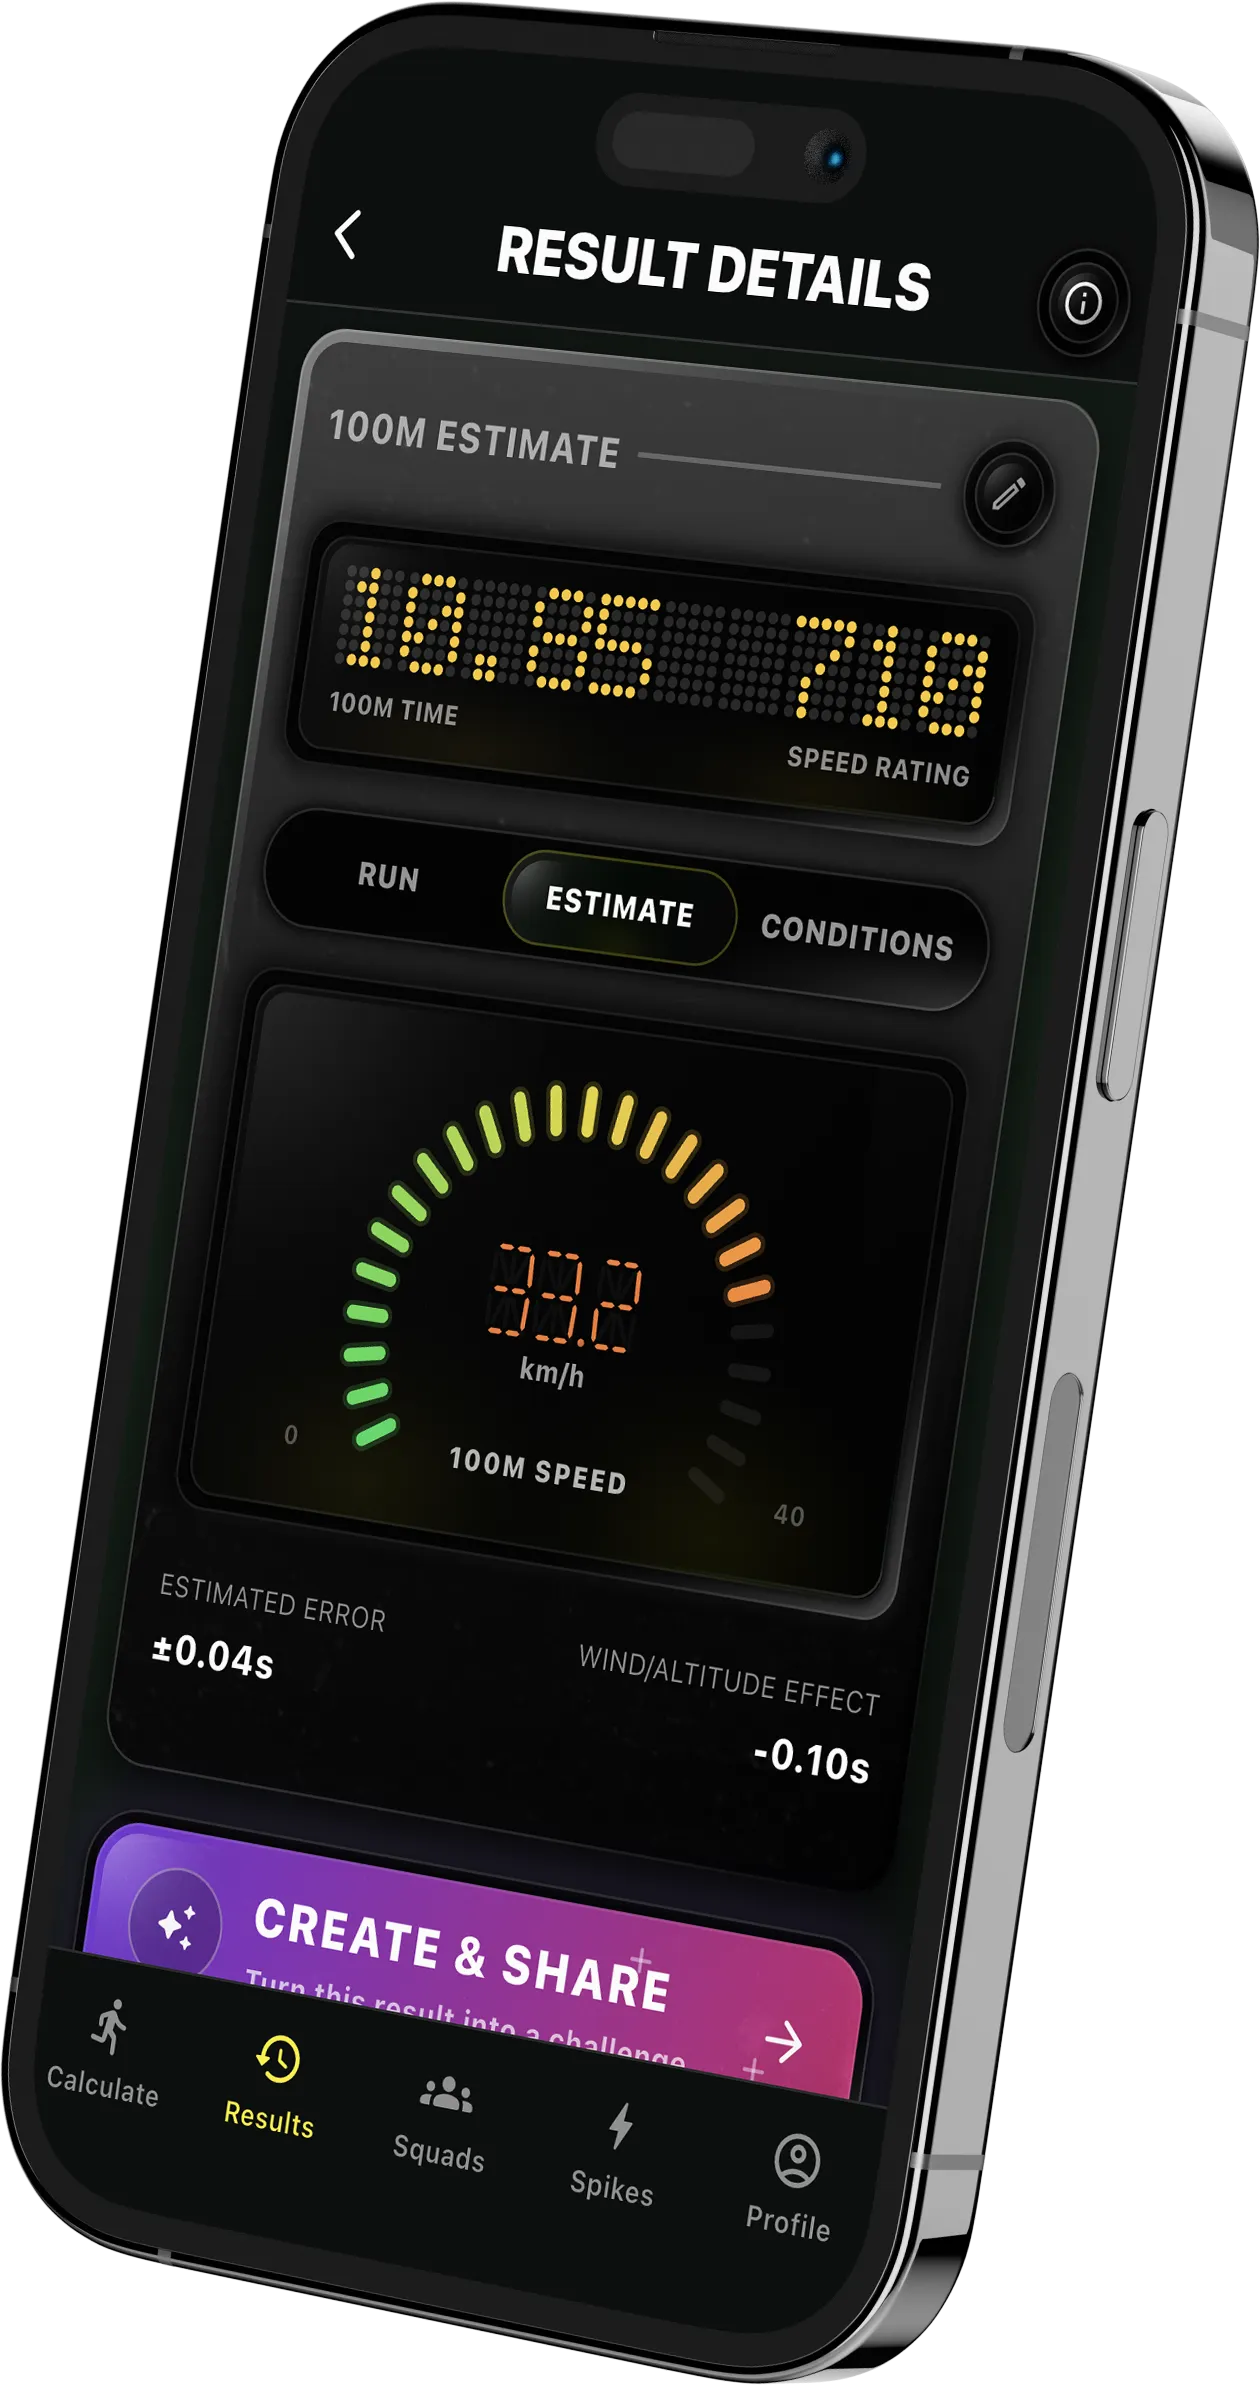 RESULT DETAILS
100M ESTIMATE
10.85 710
100M TIME
SPEED RATING
RUN
ESTIMATE
CONDITIONS
33.2
km/h
0
100M SPEED
40
ESTIMATED ERROR
±0.04s
WIND/ALTITUDE EFFECT
-0.10s
CREATE & SHARE
Turn this result into a challenge
Calculate
Results
Squads
Spikes
Profile